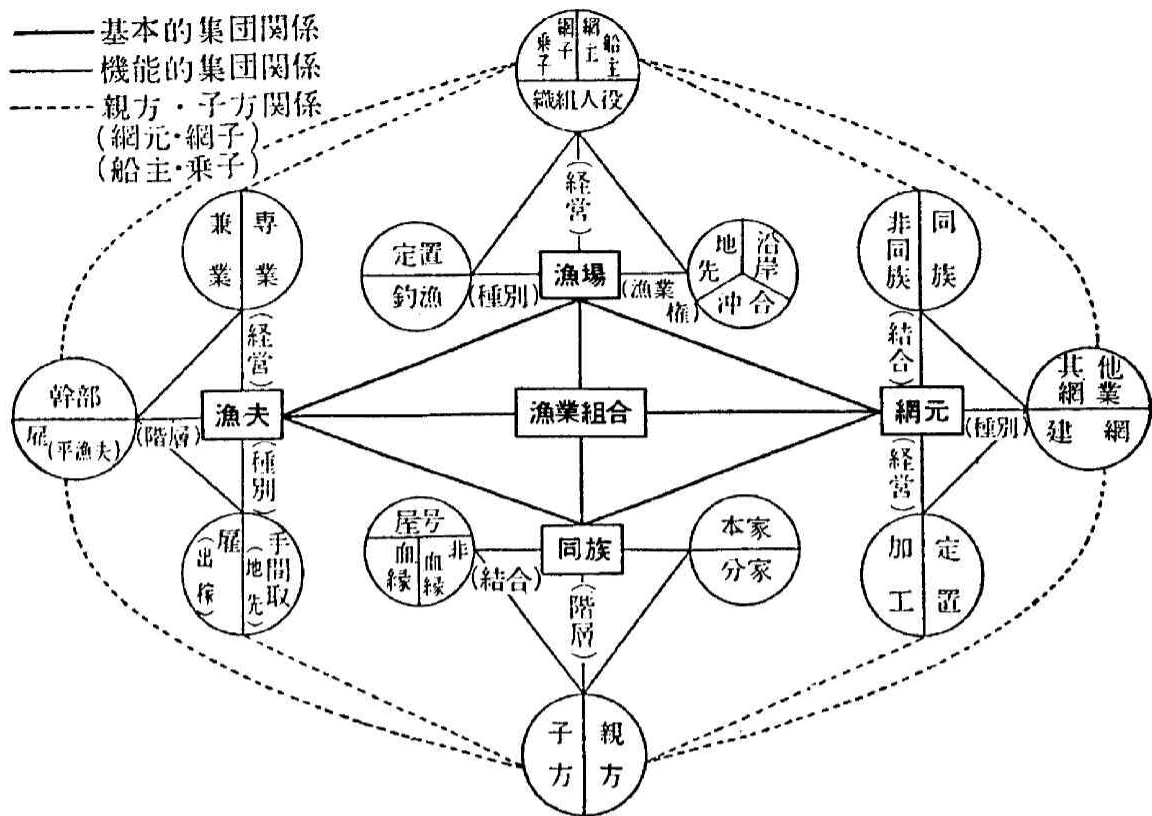 基本的集団関係
機能的集団関係
親方・子方関係
(網元・網子)
(船主・乗子)
船主
網主
網子
乗子
織組人役
(経営)
定置
釣漁
(種別)
漁場
(漁業権)
地先
沿岸
沖合
専業
兼業
(経営)
幹部
雇(平漁夫)
(階層)
漁夫
(種別)
手間取(地先)
雇(出稼)
漁業組合
同族
非同族
(結合)
網元
(種別)
他業
共網
建網
(経営)
定置
加工
屋号
非血縁
血縁
(結合)
同族
本家
分家
(階層)
親方
子方